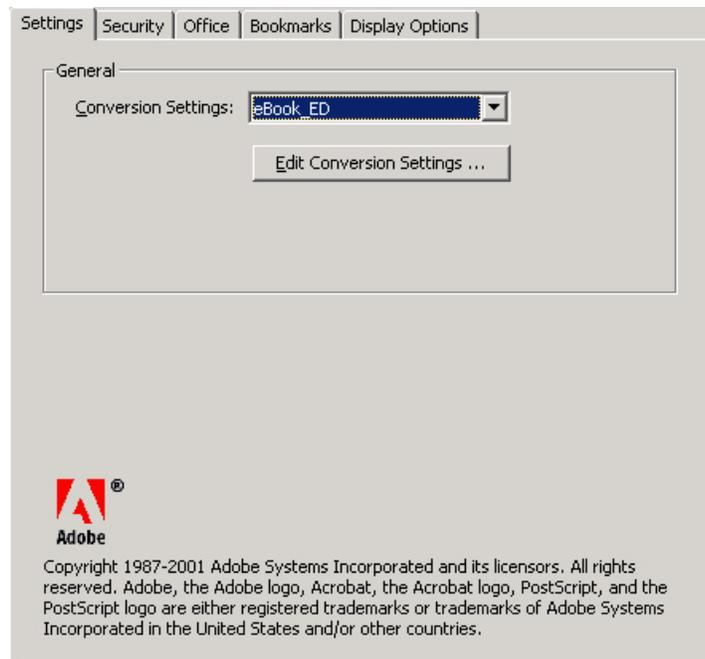 Settings Security Office Bookmarks Display Options
General
Conversion Settings: eBook_ED
Edit Conversion Settings ...
®
Adobe
Copyright 1987-2001 Adobe Systems Incorporated and its licensors. All rights
reserved. Adobe, the Adobe logo, Acrobat, the Acrobat logo, PostScript, and the
PostScript logo are either registered trademarks or trademarks of Adobe Systems
Incorporated in the United States and/or other countries.